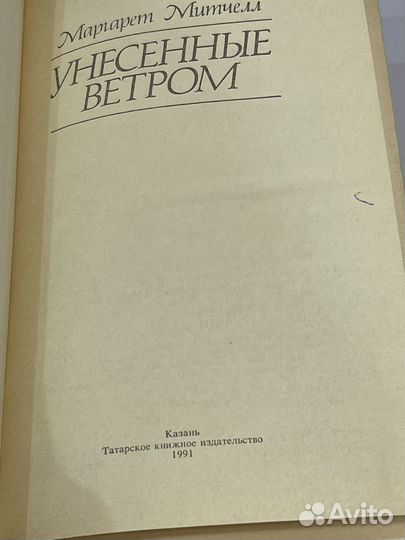 Маргарет Митчелл
УНЕСЕННЫЕ
ВЕТРОМ
Казань
Татарское книжное издательство
1991
Avito